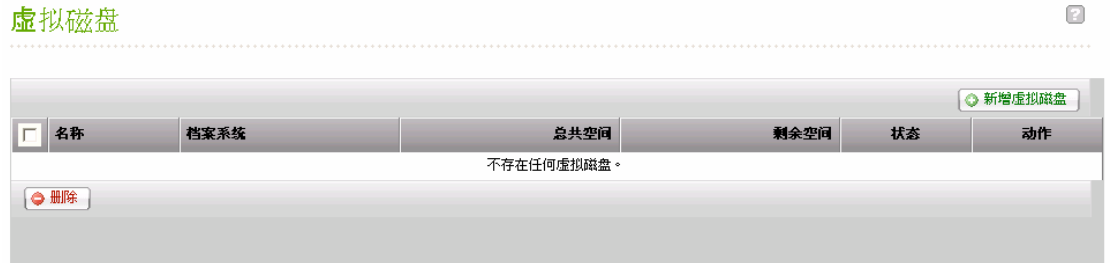 虚拟磁盘
?
新增虚拟磁盘
名称 档案系统 总共空间 剩余空间 状态 动作
不存在任何虚拟磁盘。
删除